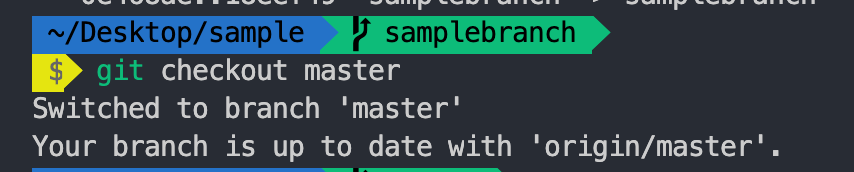 ~/Desktop/sample samplebranch
$ git checkout master
Switched to branch 'master'
Your branch is up to date with 'origin/master'.